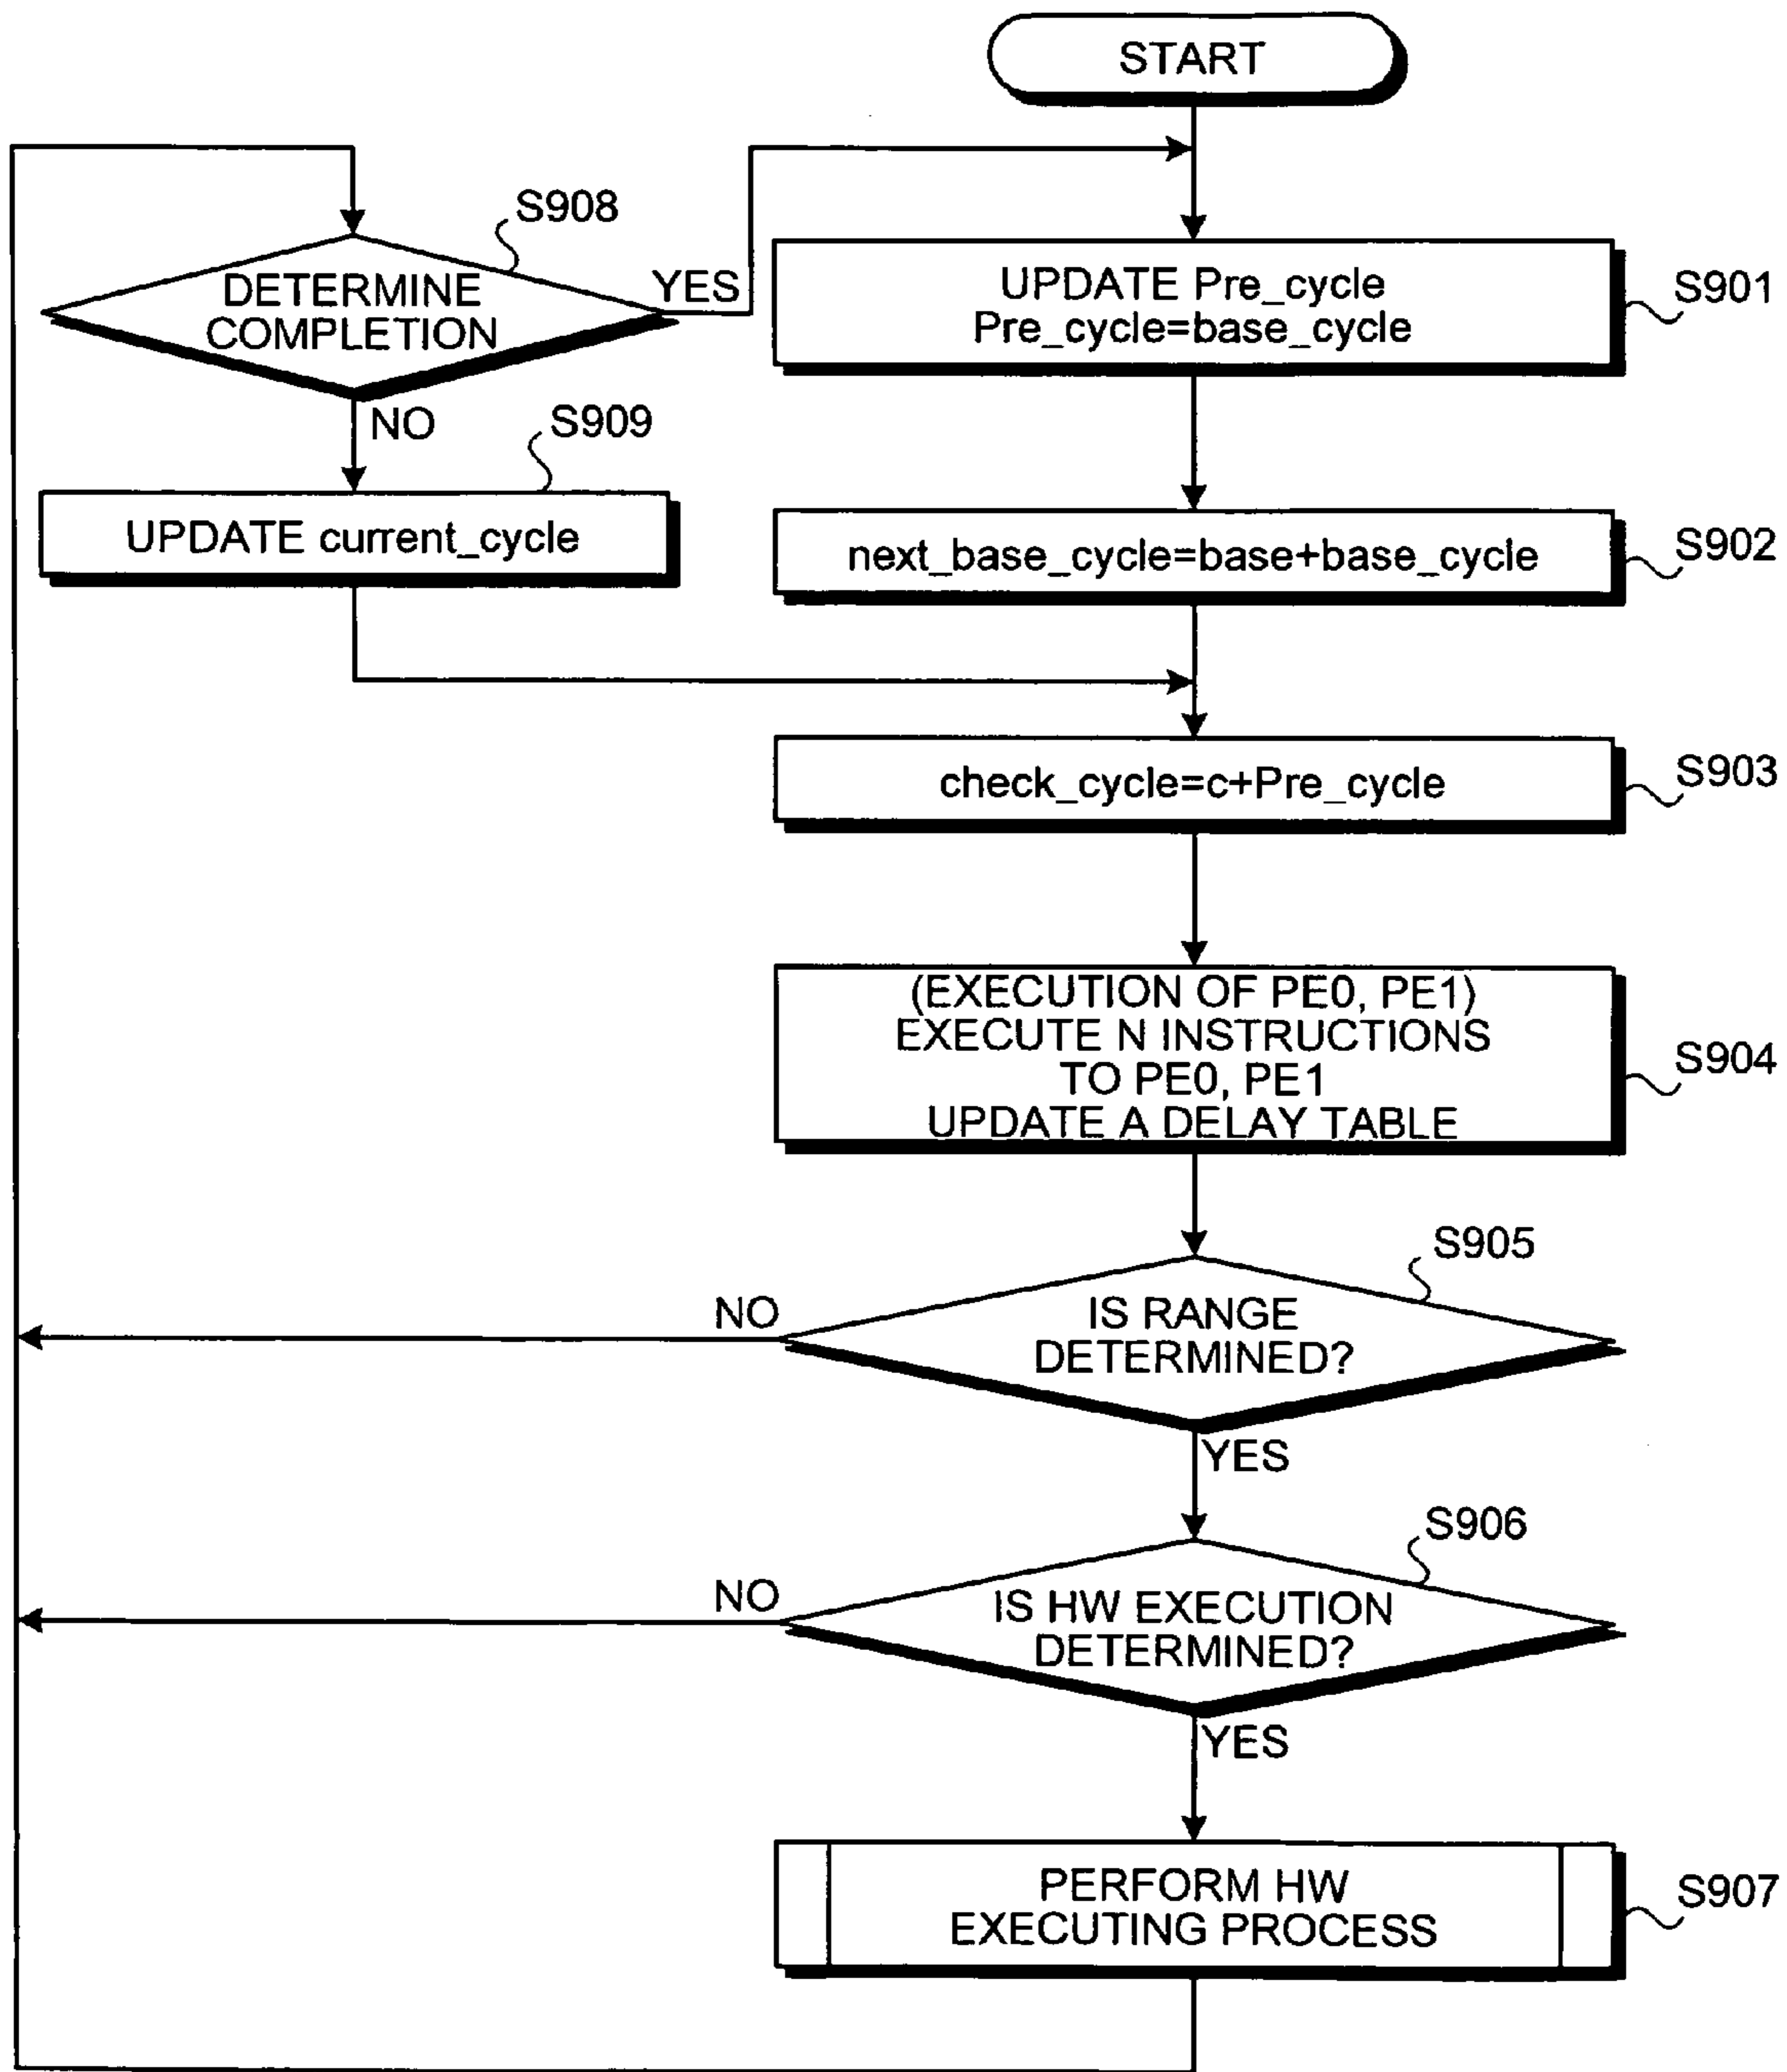 START
S908
DETERMINE
COMPLETION
YES
UPDATE Pre_cycle
Pre_cycle=base_cycle
S901
NO
S909
UPDATE current_cycle
next_base_cycle=base+base_cycle
S902
check_cycle=c+Pre_cycle
S903
(EXECUTION OF PE0, PE1)
EXECUTE N INSTRUCTIONS
TO PE0, PE1
UPDATE A DELAY TABLE
S904
S905
NO
IS RANGE
DETERMINED?
YES
S906
NO
IS HW EXECUTION
DETERMINED?
YES
PERFORM HW
EXECUTING PROCESS
S907